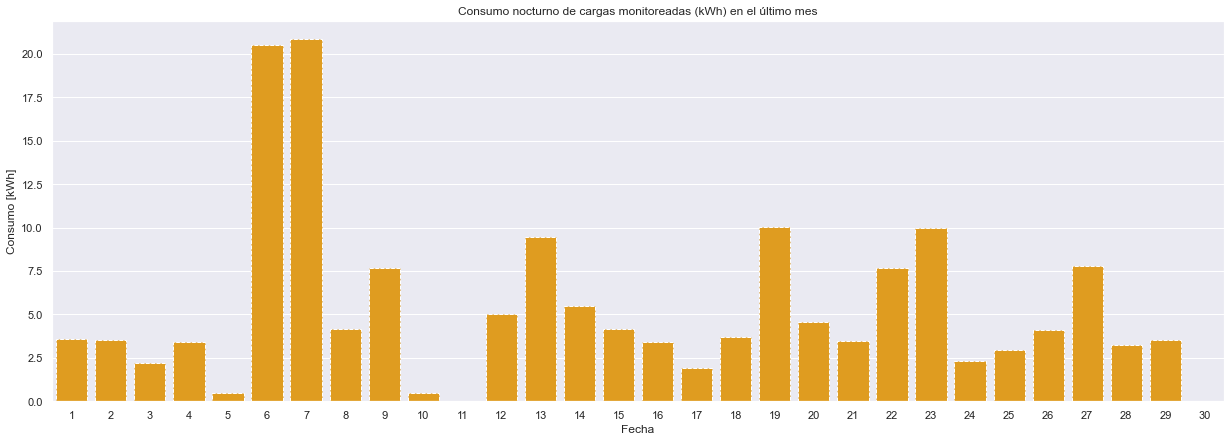 Consumo nocturno de cargas monitoreadas (kWh) en el último mes
Consumo [kWh]
20.0
17.5
15.0
12.5
10.0
7.5
5.0
2.5
0.0
1 2 3 4 5 6 7 8 9 10 11 12 13 14 15 16 17 18 19 20 21 22 23 24 25 26 27 28 29 30
Fecha